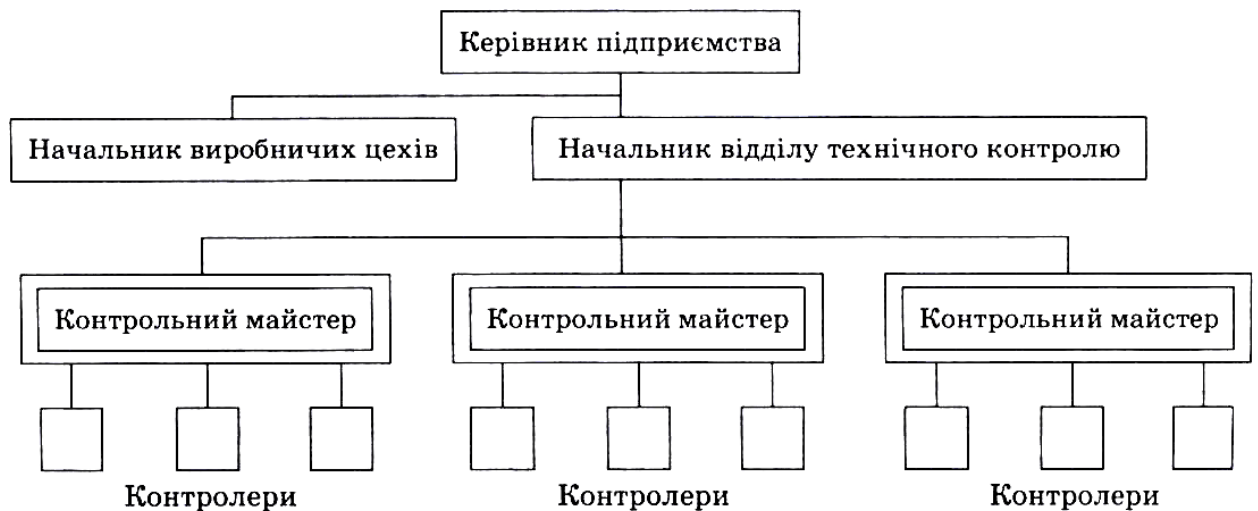 Керівник підприємства
Начальник виробничих цехів
Начальник відділу технічного контролю
Контрольний майстер
Контрольний майстер
Контрольний майстер
Контролери
Контролери
Контролери